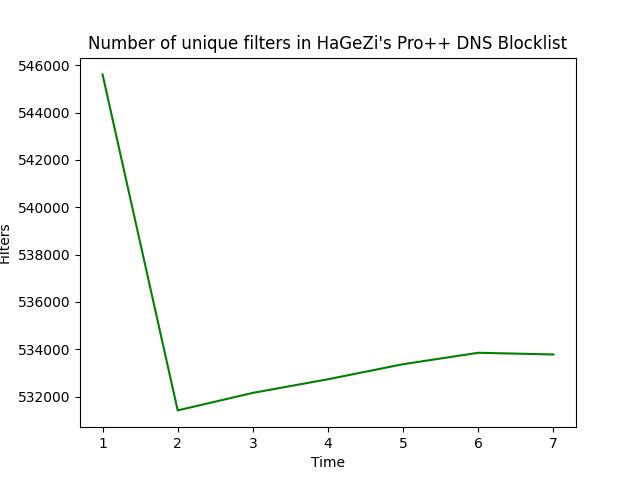 Number of unique filters in HaGeZi's Pro++ DNS Blocklist
546000
544000
542000
540000
538000
536000
534000
532000
Filters
1 2 3 4 5 6 7
Time